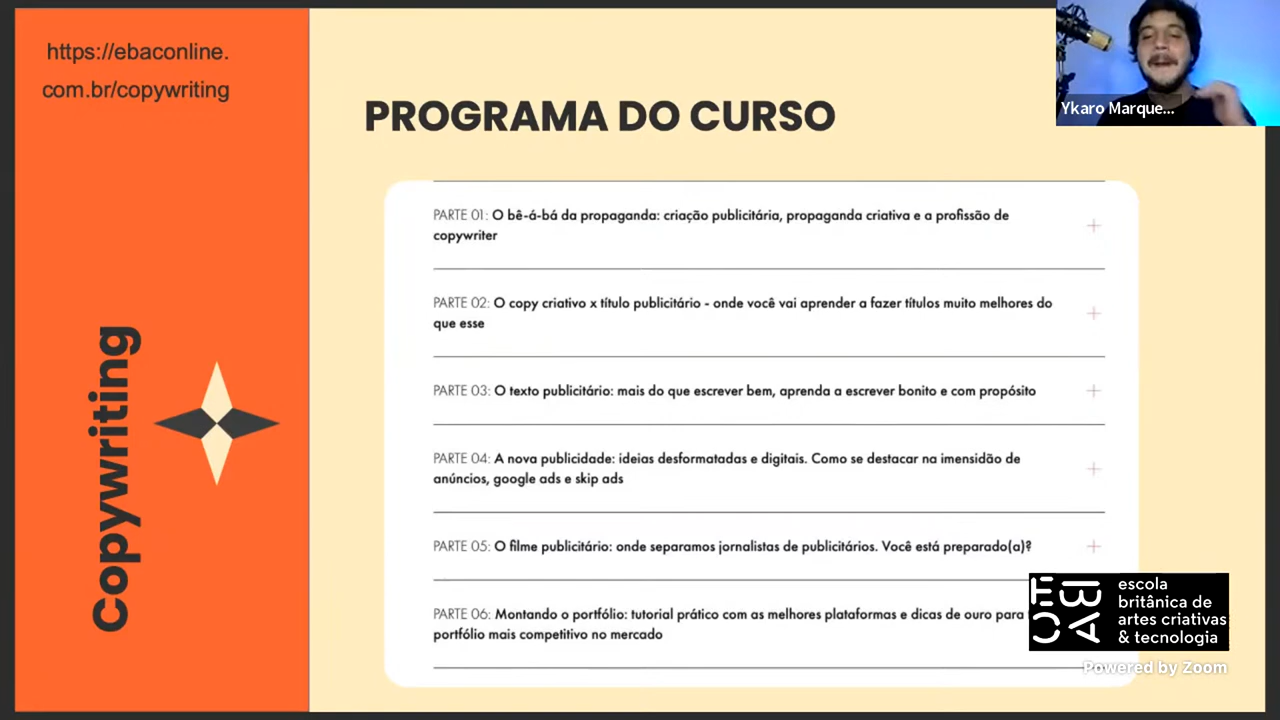 https://ebaconline.
com.br/copywriting
Copywriting
PROGRAMA DO CURSO
PARTE 01: O bê-á-bá da propaganda: criação publicitária, propaganda criativa e a profissão de
copywriter
PARTE 02: O copy criativo x título publicitário - onde você vai aprender a fazer títulos muito melhores do
que esse
PARTE 03: O texto publicitário: mais do que escrever bem, aprenda a escrever bonito e com propósito
PARTE 04: A nova publicidade: ideias desformatadas e digitais. Como se destacar na imensidão de
anúncios, google ads e skip ads
PARTE 05: O filme publicitário: onde separamos jornalistas de publicitários. Você está preparado(a)?
PARTE 06: Montando o portfólio: tutorial prático com as melhores plataformas e dicas de ouro para
portfólio mais competitivo no mercado
Ykaro Marque...
EBAC
escola
britânica de
artes criativas
& tecnologia
Powered by Zoom